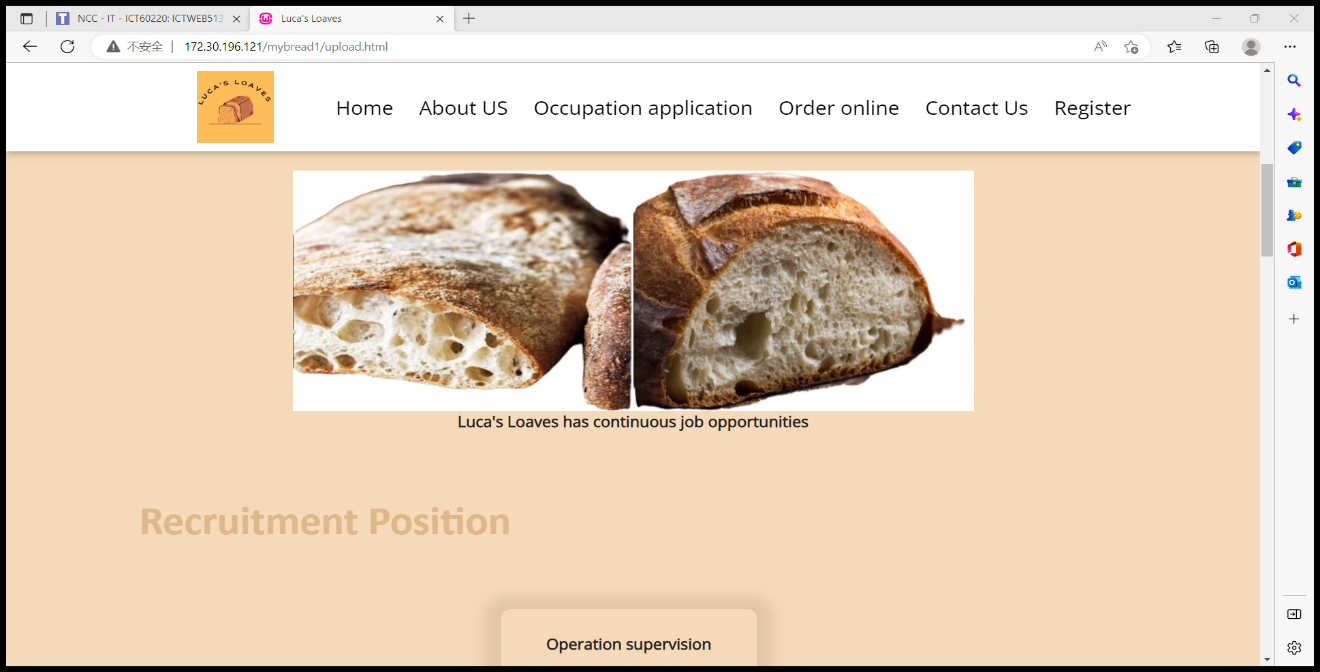 NCC - IT - ICT60220: ICTWEB513
Luca's Loaves
不安全
172.30.196.121/mybread1/upload.html
LUCA'S LOAVES
Home
About US
Occupation application
Order online
Contact Us
Register
Luca's Loaves has continuous job opportunities
Recruitment Position
Operation supervision